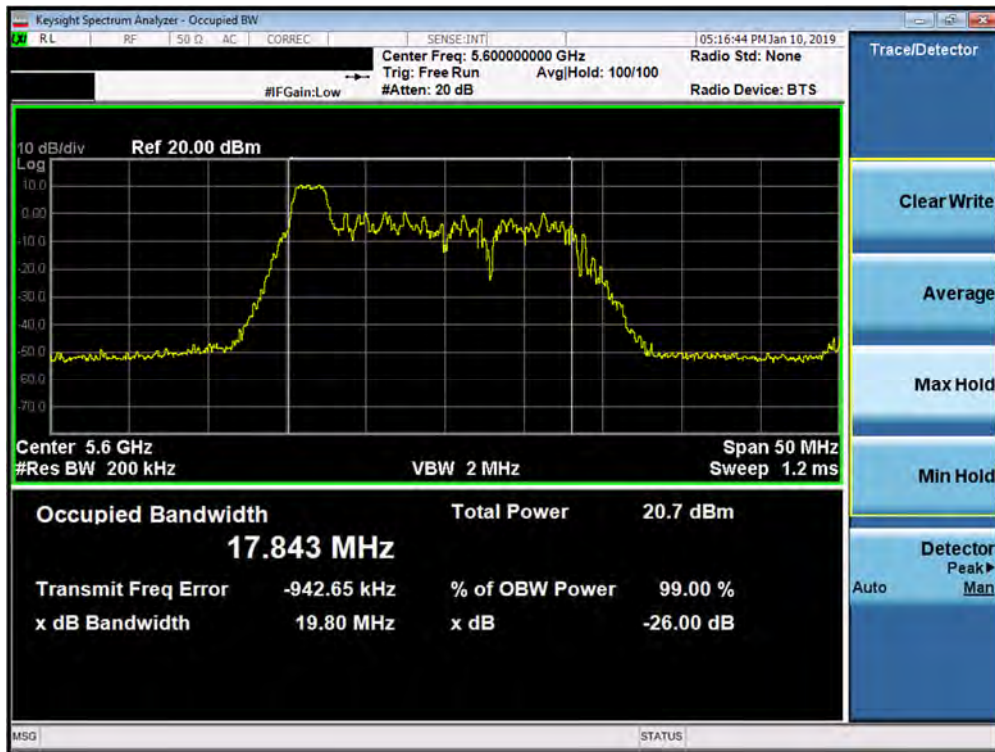 Keysight Spectrum Analyzer - Occupied BW
LXI RL RF 50 Ω AC CORREC SENSE:INT 05:16:44 PM Jan 10, 2019
Center Freq: 5.600000000 GHz Radio Std: None
Trig: Free Run Avg|Hold: 100/100
#IFGain:Low #Atten: 20 dB Radio Device: BTS
Trace/Detector
10 dB/div Ref 20.00 dBm
Log
10.0
0.00
-10.0
-20.0
-30.0
-40.0
-50.0
-60.0
-70.0
Center 5.6 GHz Span 50 MHz
#Res BW 200 kHz VBW 2 MHz Sweep 1.2 ms
Clear Write
Average
Max Hold
Min Hold
Detector
Peak▶
Auto Man
Occupied Bandwidth Total Power 20.7 dBm
17.843 MHz
Transmit Freq Error -942.65 kHz % of OBW Power 99.00 %
x dB Bandwidth 19.80 MHz x dB -26.00 dB
MSG STATUS